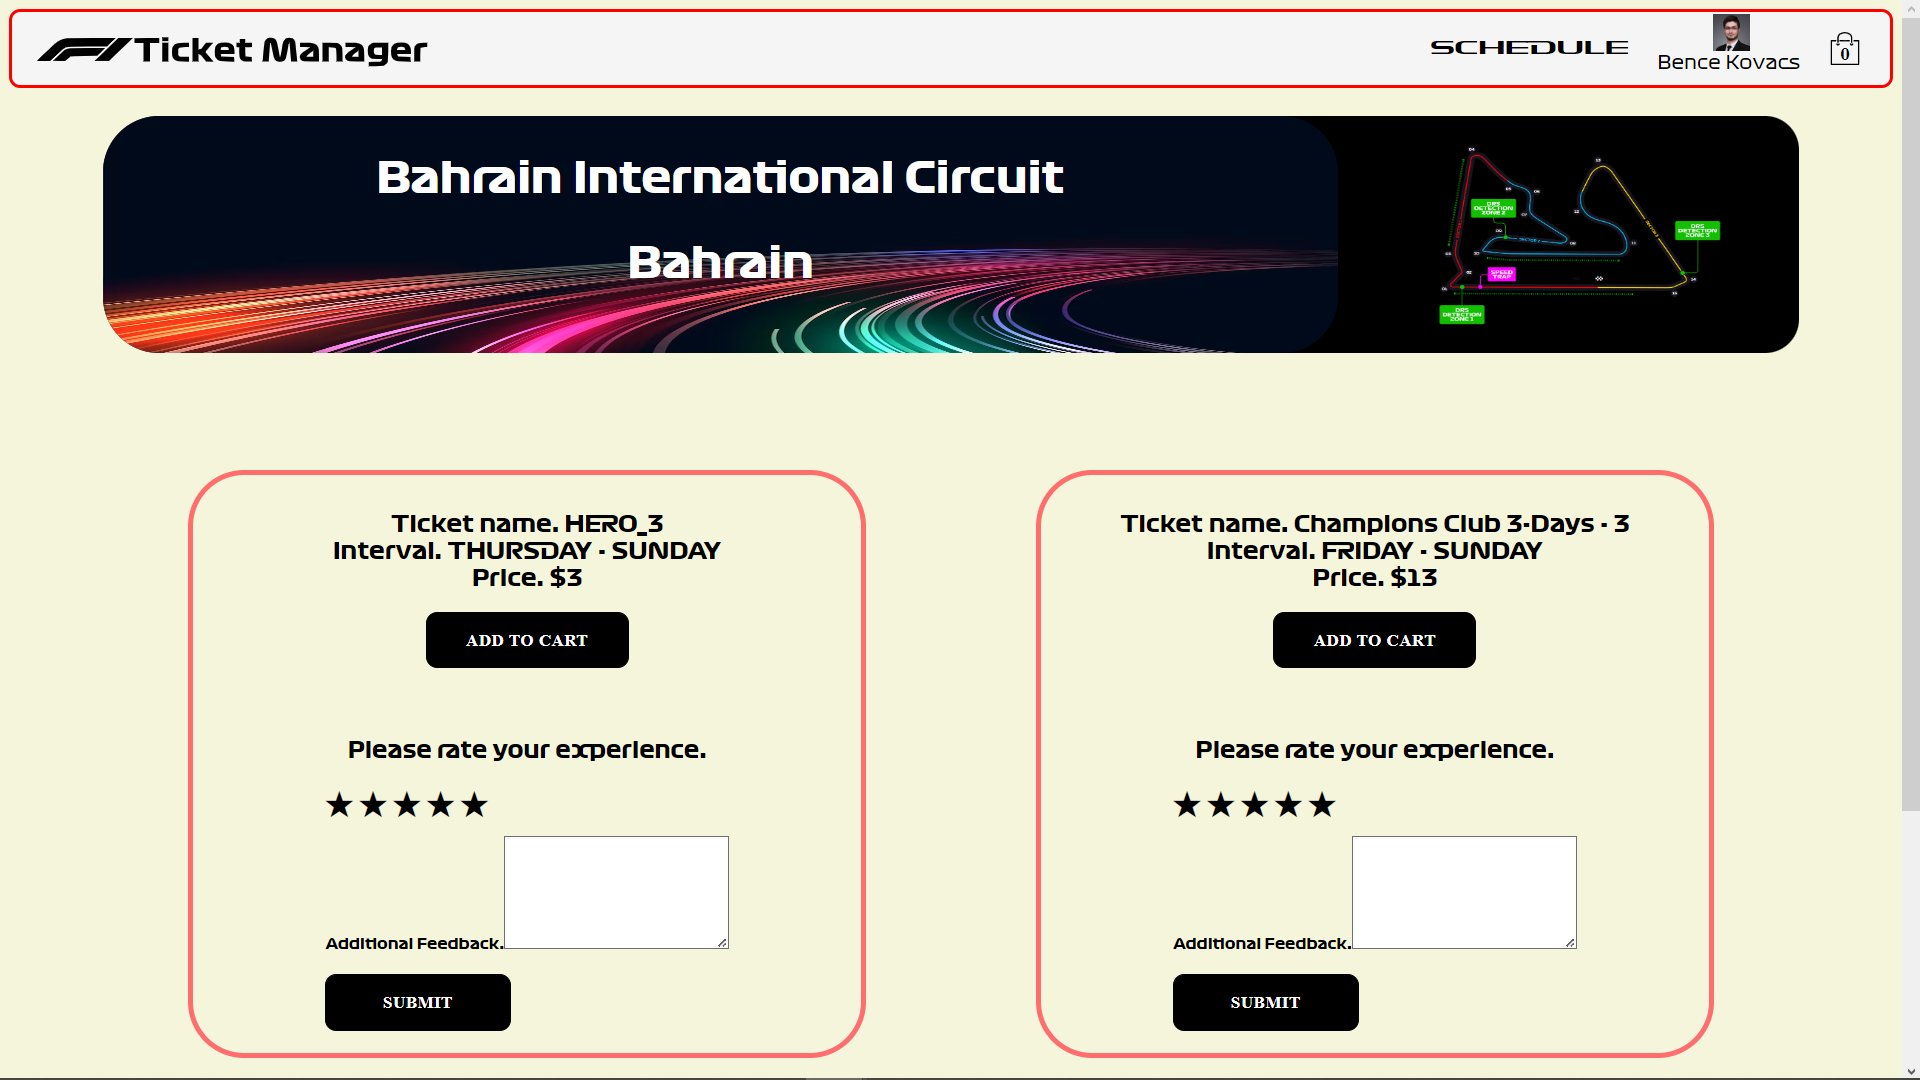 Ticket Manager
SCHEDULE
Bence Kovacs
0
Bahrain International Circuit
Bahrain
DRS
DETECTION
ZONE 2
DRS
DETECTION
ZONE 3
SPEED
TRAP
DRS
DETECTION
ZONE 1
Ticket name. HERO_3
Interval. THURSDAY - SUNDAY
Price. $3
ADD TO CART
Please rate your experience.
Additional Feedback.
SUBMIT
Ticket name. Champions Club 3-Days - 3
Interval. FRIDAY - SUNDAY
Price. $13
ADD TO CART
Please rate your experience.
Additional Feedback.
SUBMIT